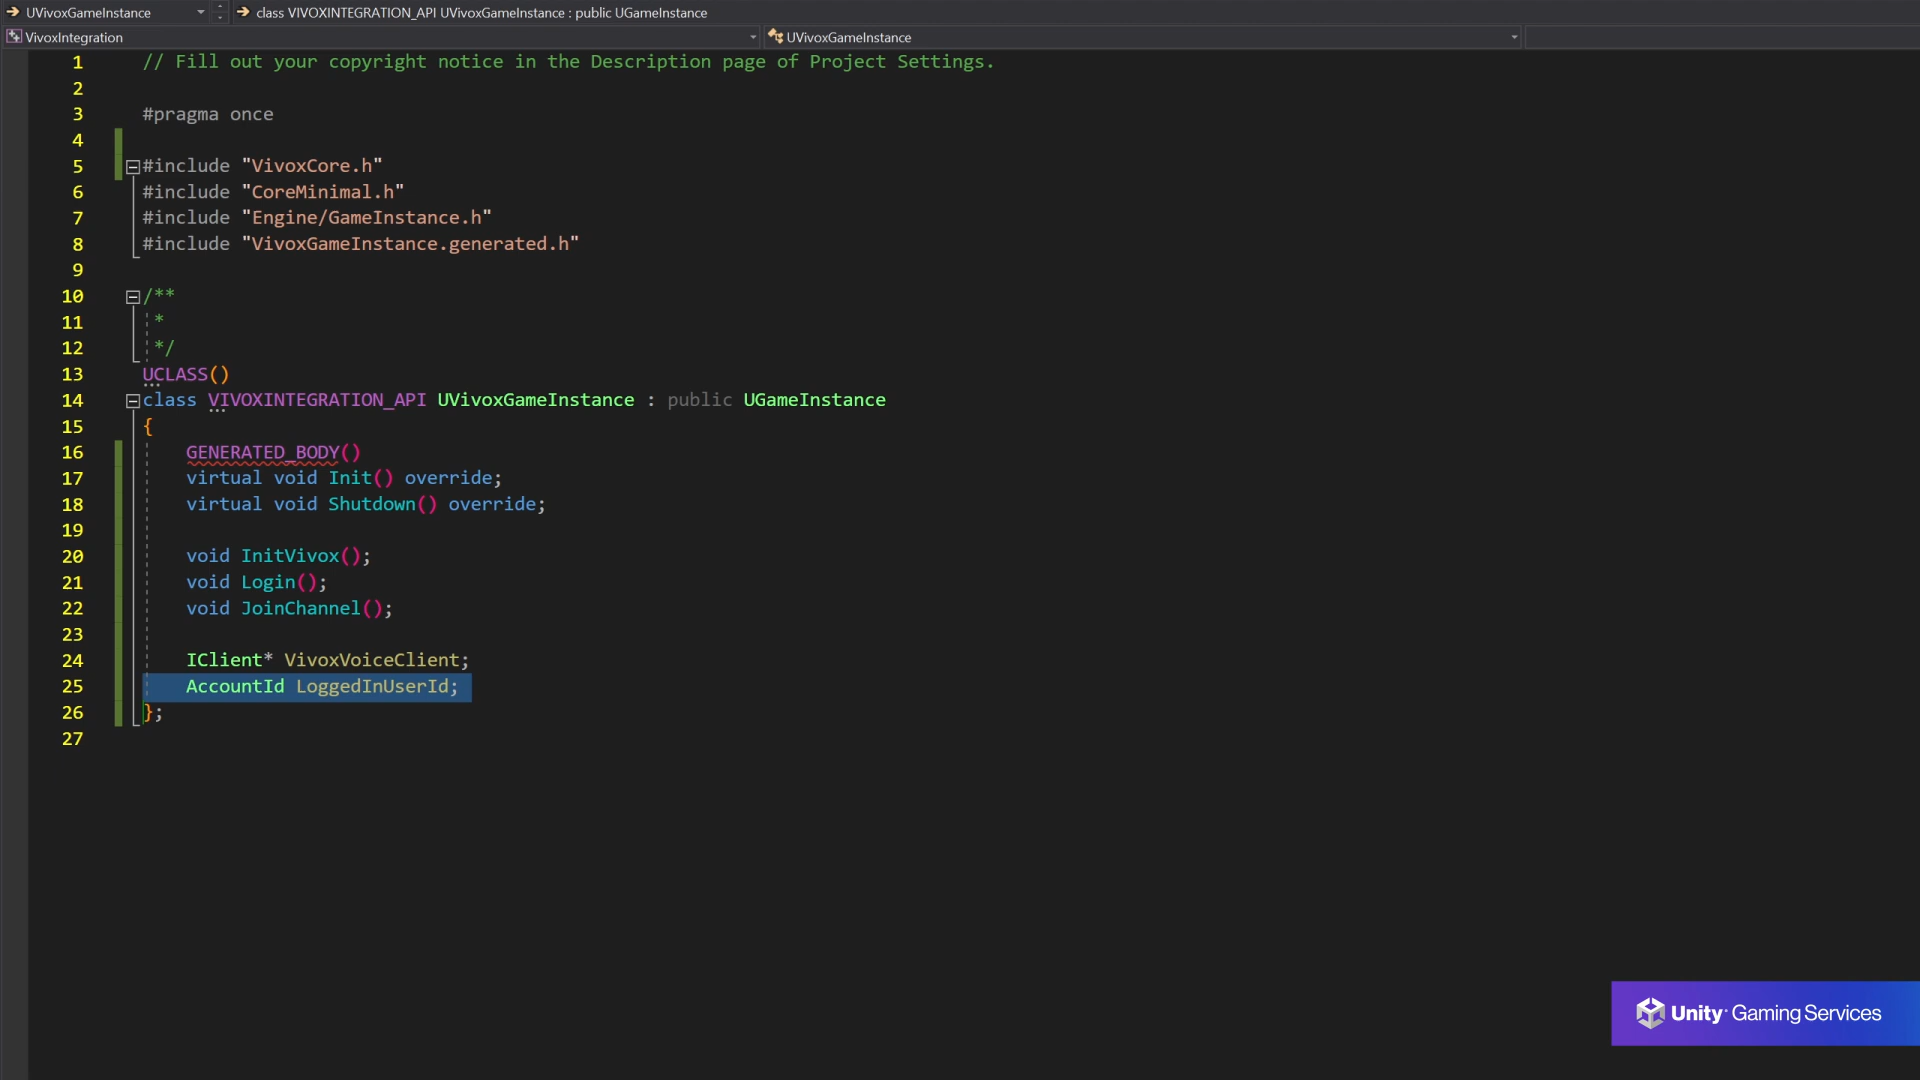 UVivoxGameInstance
class VIVOXINTEGRATION_API UVivoxGameInstance : public UGameInstance
VivoxIntegration
UVivoxGameInstance
1 // Fill out your copyright notice in the Description page of Project Settings.
2
3 #pragma once
4
5 #include "VivoxCore.h"
6 #include "CoreMinimal.h"
7 #include "Engine/GameInstance.h"
8 #include "VivoxGameInstance.generated.h"
9
10 /**
11 *
12 */
13 UCLASS()
14 class VIVOXINTEGRATION_API UVivoxGameInstance : public UGameInstance
15 {
16 GENERATED_BODY()
17 virtual void Init() override;
18 virtual void Shutdown() override;
19
20 void InitVivox();
21 void Login();
22 void JoinChannel();
23
24 IClient* VivoxVoiceClient;
25 AccountId LoggedInUserId;
26 };
27
Unity Gaming Services